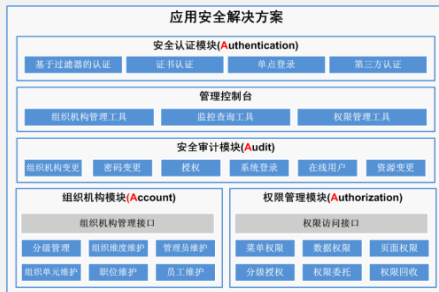 应用安全解决方案
安全认证模块(Authentication)
基于过滤器的认证 证书认证 单点登录 第三方认证
管理控制台
组织机构管理工具 监控查询工具 权限管理工具
安全审计模块(Audit)
组织机构变更 密码变更 授权 系统登录 在线用户 资源变更
组织机构模块(Account)
组织机构管理接口
分级管理 组织维度维护 管理员维护
组织单元维护 职位维护 员工维护
权限管理模块(Authorization)
权限访问接口
菜单权限 数据权限 页面权限
分级授权 权限委托 权限回收